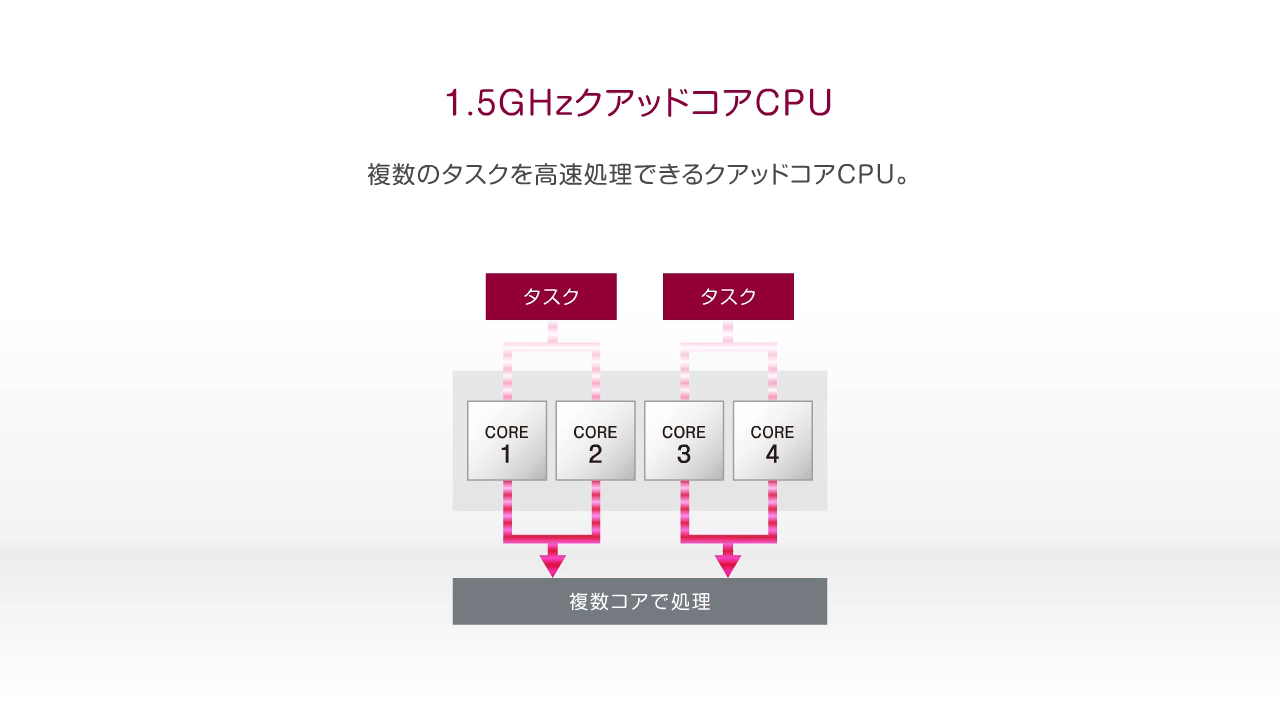 1.5GHzクアッドコアCPU
複数のタスクを高速処理できるクアッドコアCPU。
タスク
タスク
CORE
1
CORE
2
CORE
3
CORE
4
複数コアで処理